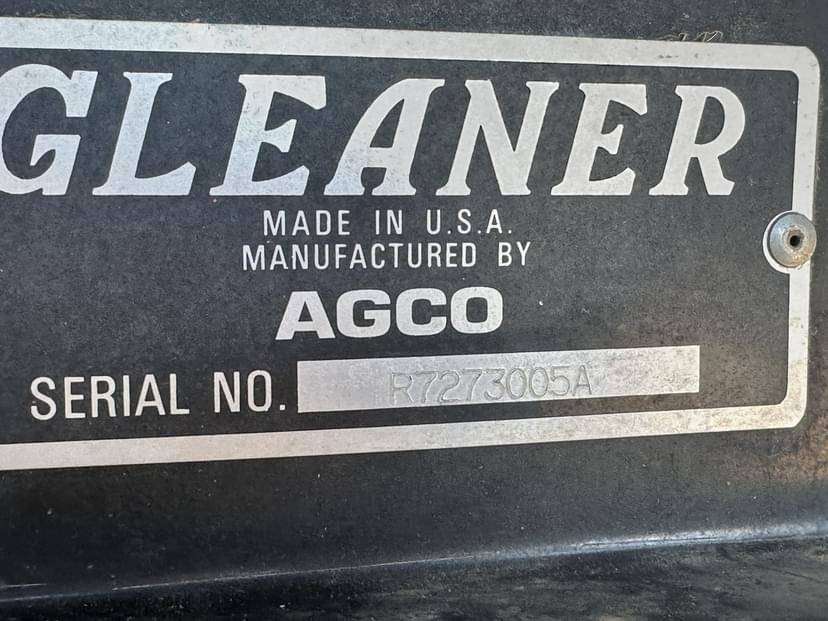 GLEANER
MADE IN U.S.A.
MANUFACTURED BY
AGCO
SERIAL NO. R7273005A